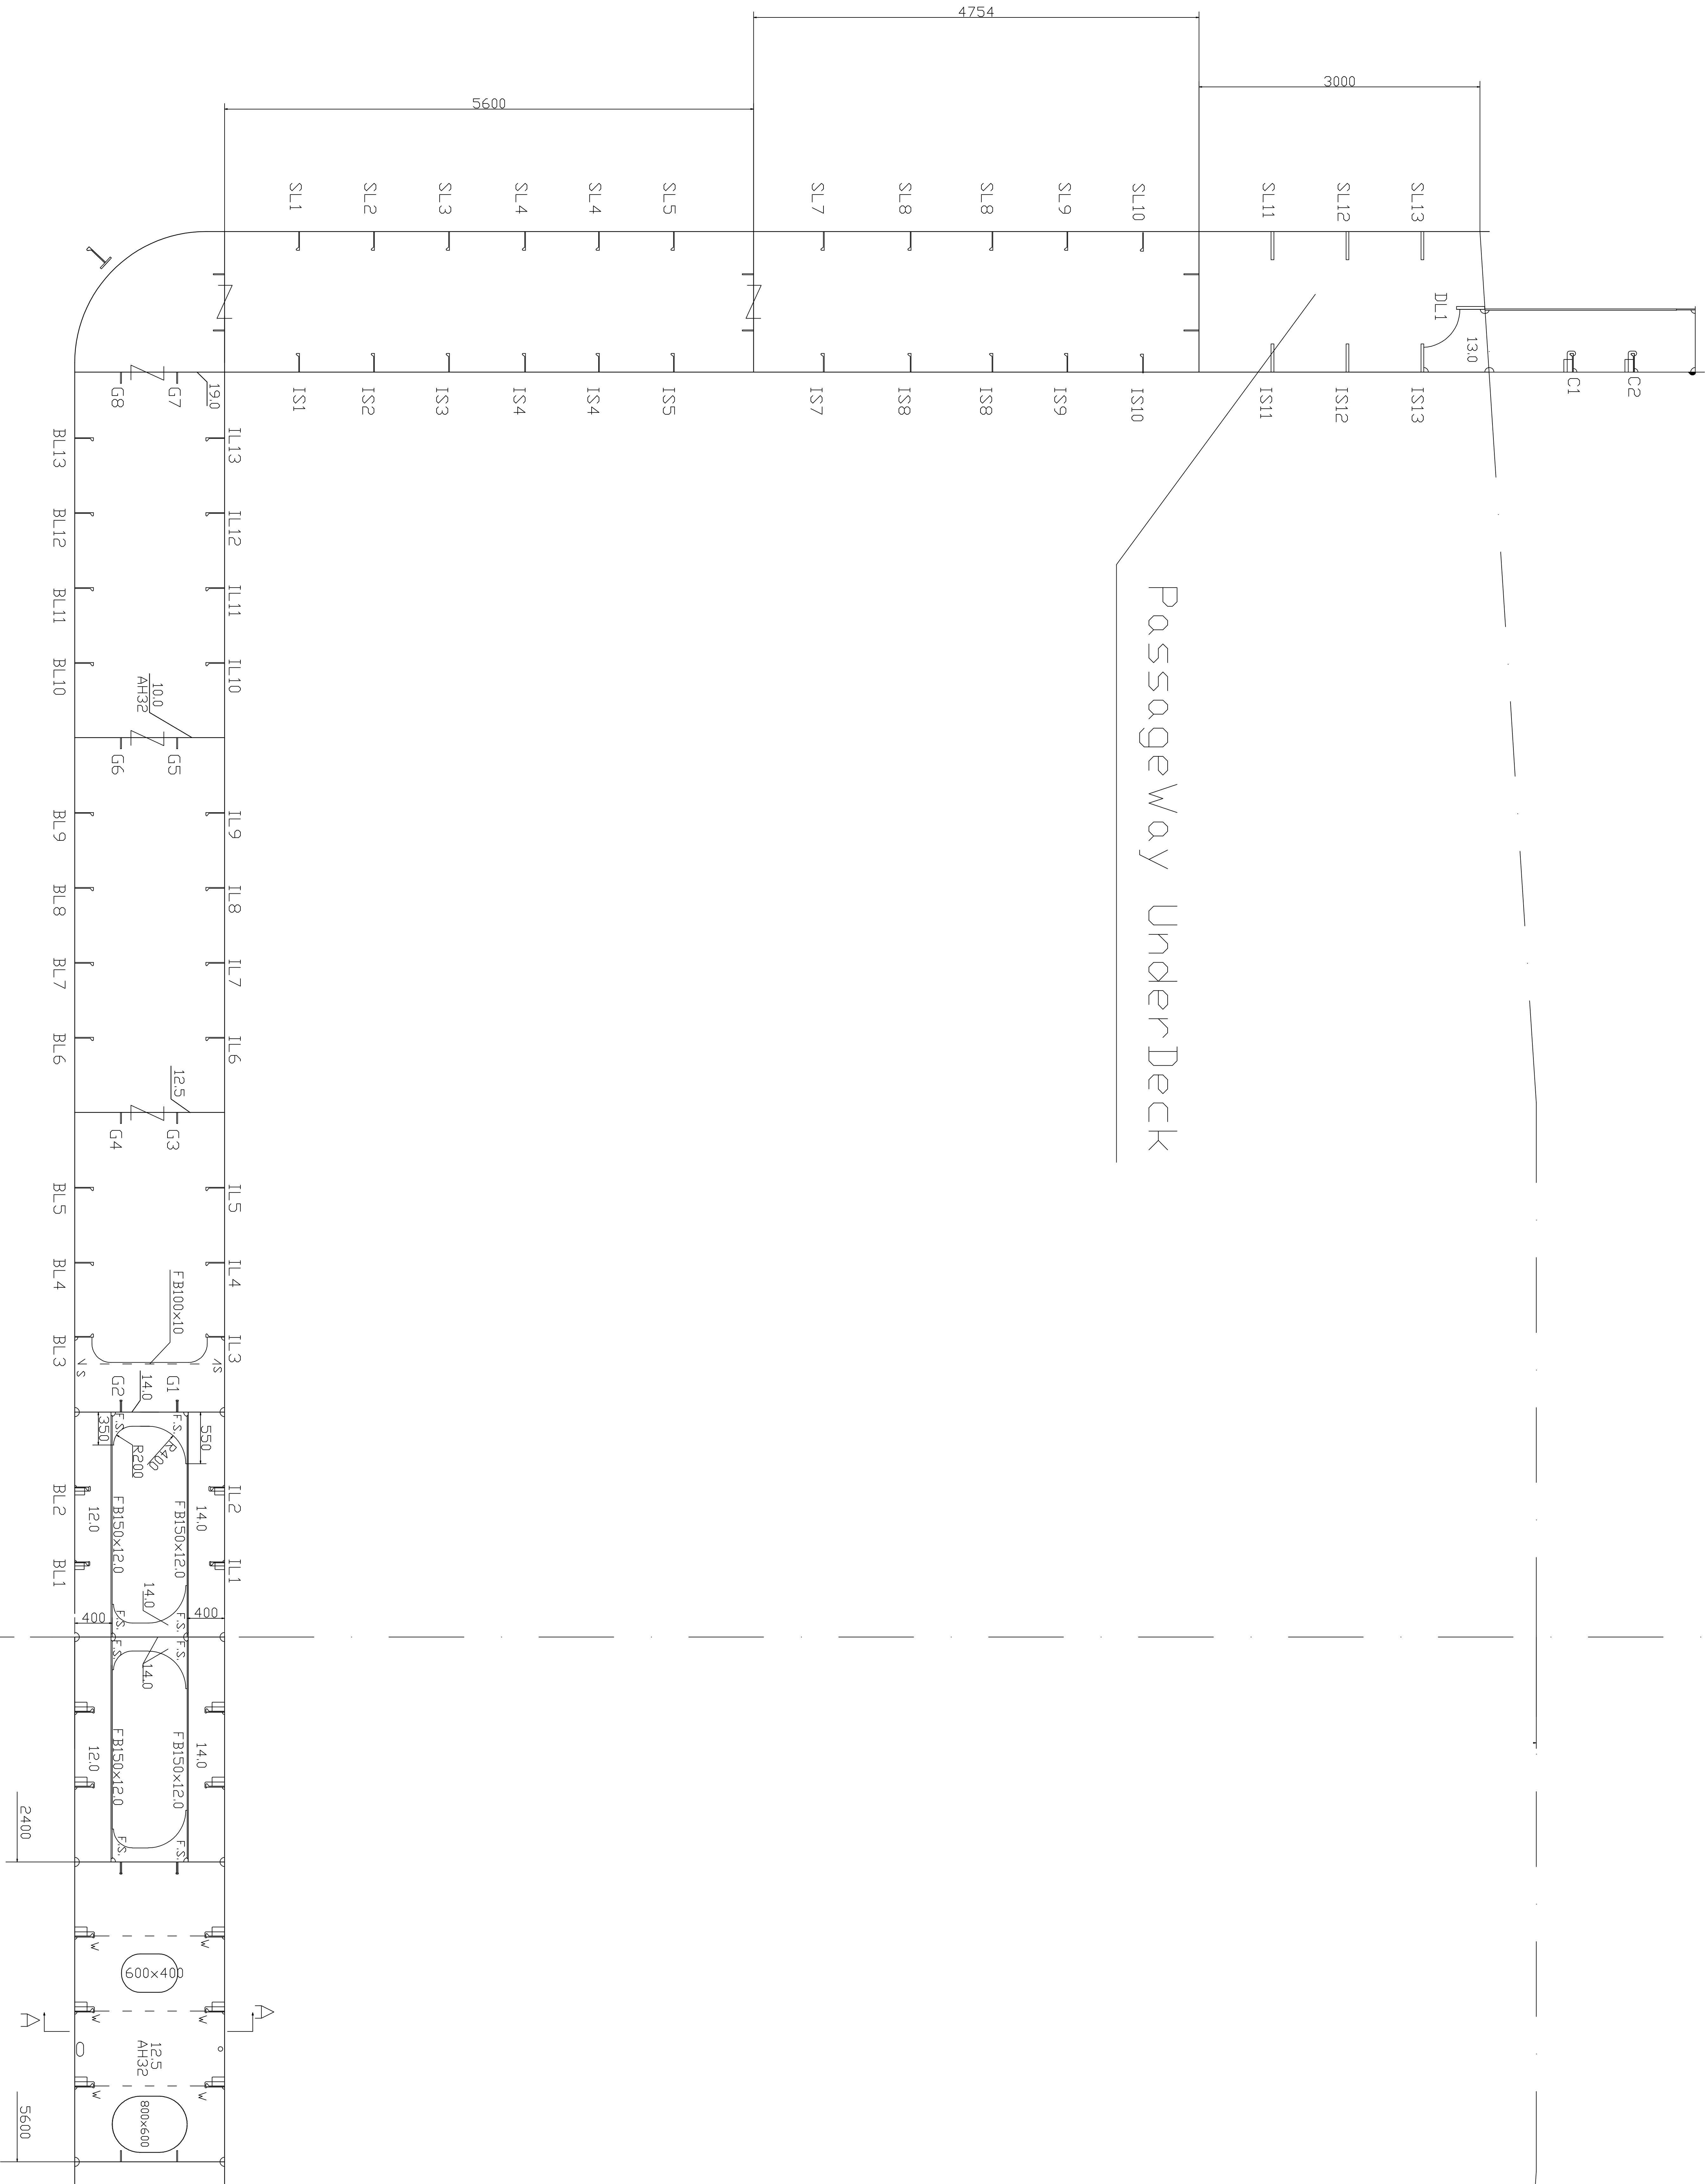 4754
3000
5600
SL1
SL2
SL3
SL4
SL4
SL5
SL7
SL8
SL8
SL9
SL10
SL11
SL12
SL13
DL1
13.0
C1
C2
IS1
IS2
IS3
IS4
IS4
IS5
IS7
IS8
IS8
IS9
IS10
IS11
IS12
IS13
PassageWay UnderDeck
19.0
G8
G7
BL13
IL13
BL12
IL12
BL11
IL11
BL10
IL10
10.0
AH32
G6
G5
BL9
IL9
BL8
IL8
BL7
IL7
BL6
IL6
12.5
G4
G3
BL5
IL5
BL4
IL4
FB100x10
BL3
IL3
VS
VS
G2
G1
14.0
350
F.S.
F.S.
550
R200
R400
BL2
12.0
FB150x12.0
FB150x12.0
14.0
IL2
BL1
IL1
14.0
400
F.S.
F.S.
400
F.S.
F.S.
14.0
12.0
FB150x12.0
FB150x12.0
14.0
F.S.
F.S.
2400
W
W
600x400
W
W
A
A
12.5
AH32
W
W
800x600
5600